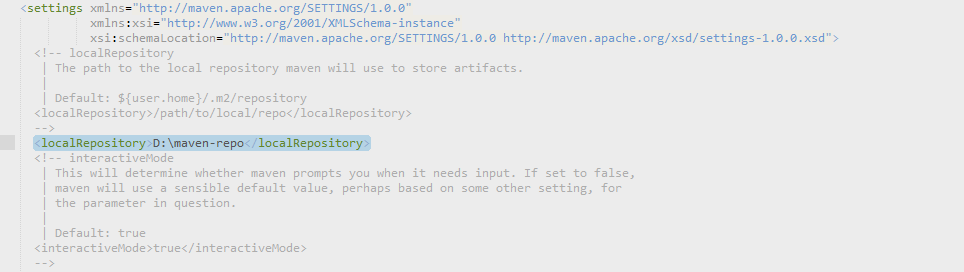 <settings xmlns="http://maven.apache.org/SETTINGS/1.0.0"
xmlns:xsi="http://www.w3.org/2001/XMLSchema-instance"
xsi:schemaLocation="http://maven.apache.org/SETTINGS/1.0.0 http://maven.apache.org/xsd/settings-1.0.0.xsd">
<!-- localRepository
| The path to the local repository maven will use to store artifacts.
|
| Default: ${user.home}/.m2/repository
<localRepository>/path/to/local/repo</localRepository>
-->
<localRepository>D:\maven-repo</localRepository>
<!-- interactiveMode
| This will determine whether maven prompts you when it needs input. If set to false,
| maven will use a sensible default value, perhaps based on some other setting, for
| the parameter in question.
|
| Default: true
<interactiveMode>true</interactiveMode>
-->